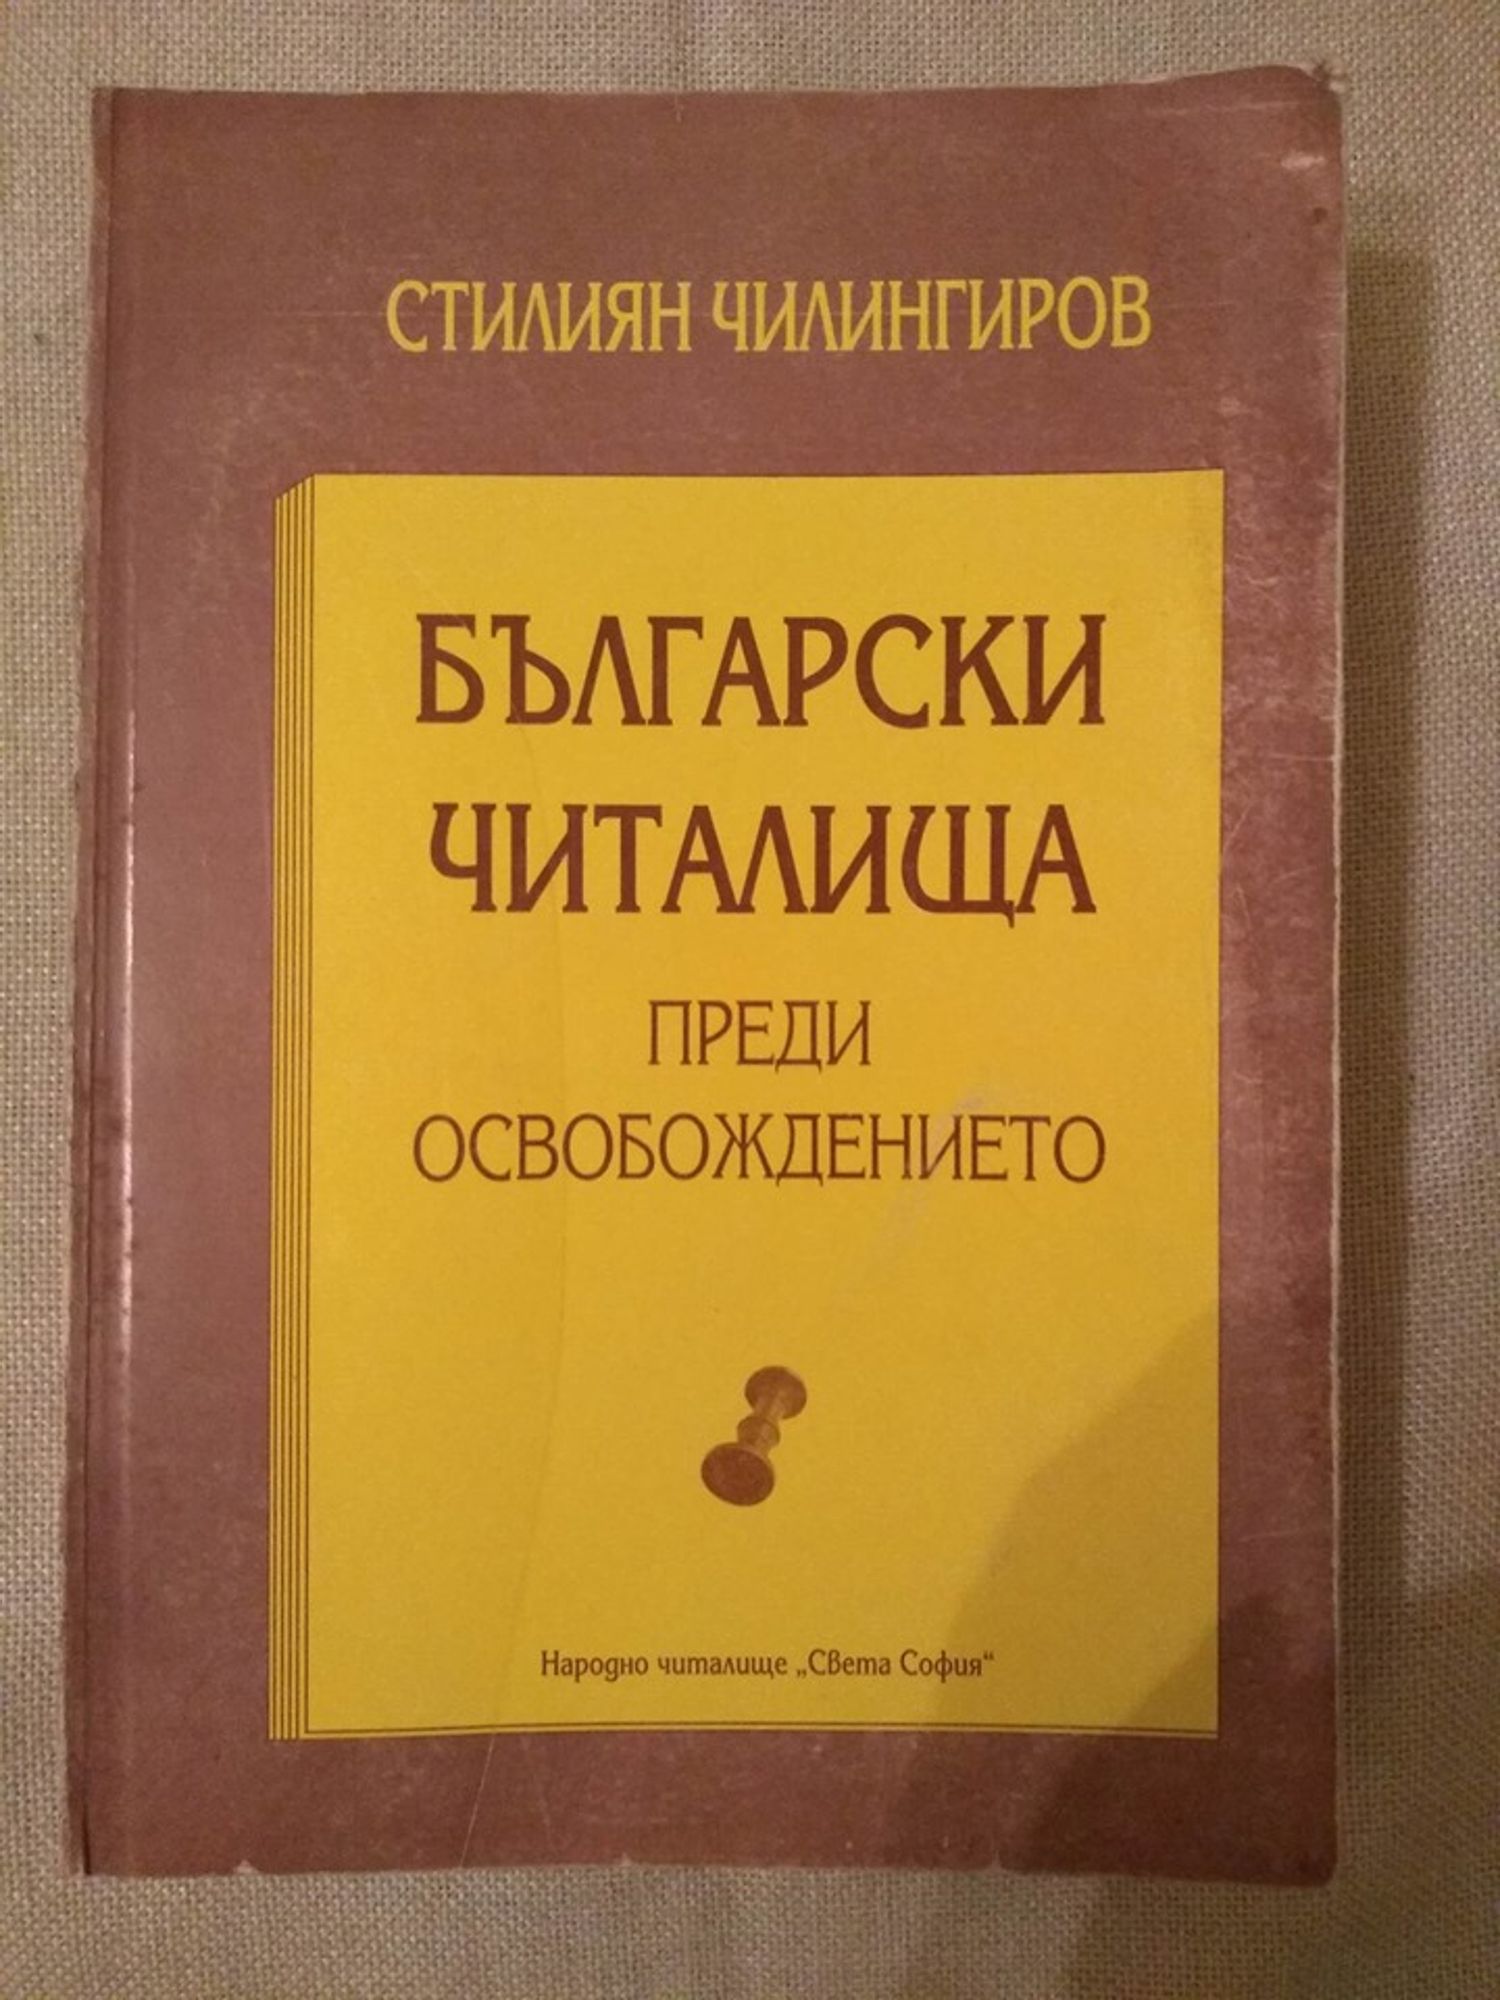 СТИЛИЯН ЧИЛИНГИРОВ
БЪЛГАРСКИ
ЧИТАЛИЩА
ПРЕДИ
ОСВОБОЖДЕНИЕТО
Народно читалище „Света София“